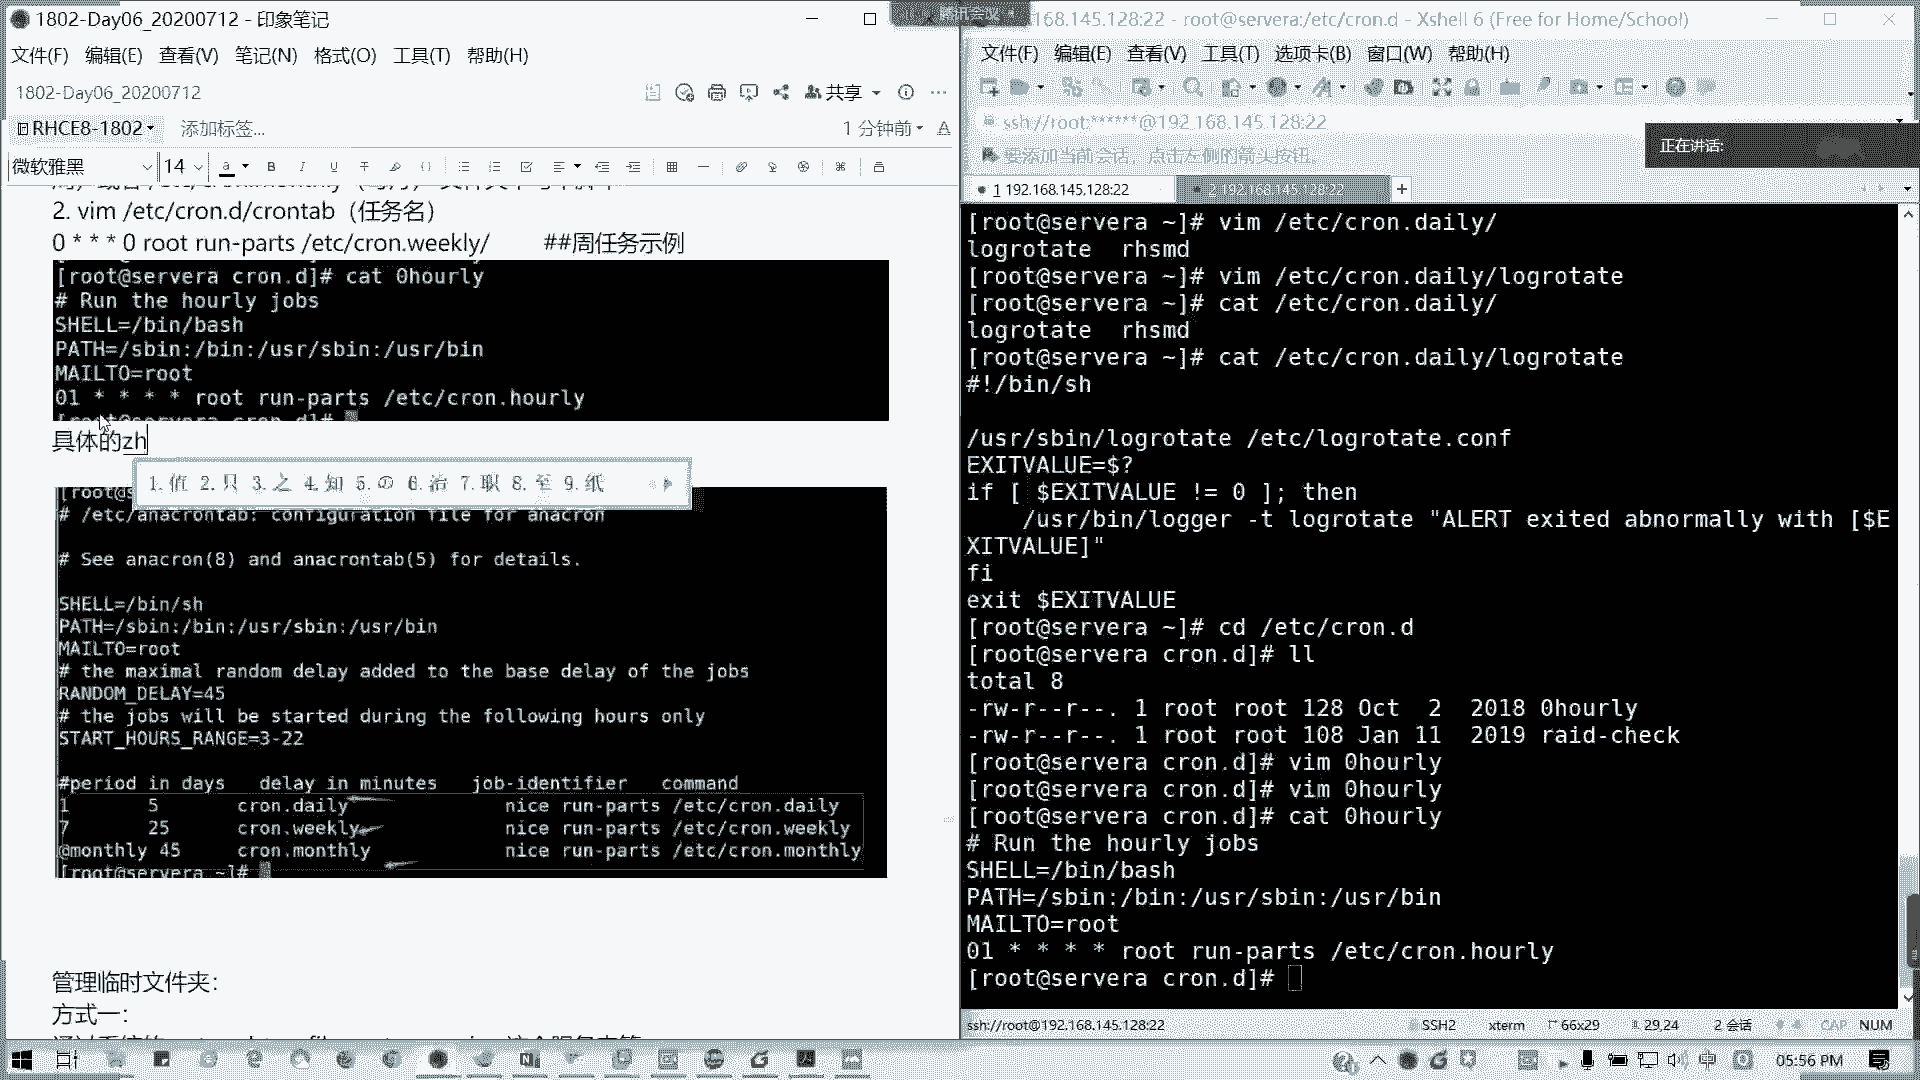 1802-Day06_20200712 - 印象笔记
文件(F) 编辑(E) 查看(V) 笔记(N) 格式(O) 工具(T) 帮助(H)
1802-Day06_20200712
共享
RHCE8-1802 添加标签...
1 分钟前
微软雅黑 14
2. vim /etc/cron.d/crontab（任务名）
0 * * * 0 root run-parts /etc/cron.weekly/ ##周任务示例
[root@servera cron.d]# cat 0hourly
# Run the hourly jobs
SHELL=/bin/bash
PATH=/sbin:/bin:/usr/sbin:/usr/bin
MAILTO=root
01 * * * * root run-parts /etc/cron.hourly
具体的zh
1.值 2.只 3.之 4.知 5.の 6.治 7.职 8.至 9.纸
# /etc/anacrontab: configuration file for anacron
# See anacron(8) and anacrontab(5) for details.
SHELL=/bin/sh
PATH=/sbin:/bin:/usr/sbin:/usr/bin
MAILTO=root
# the maximal random delay added to the base delay of the jobs
RANDOM_DELAY=45
# the jobs will be started during the following hours only
START_HOURS_RANGE=3-22
#period in days delay in minutes job-identifier command
1 5 cron.daily nice run-parts /etc/cron.daily
7 25 cron.weekly nice run-parts /etc/cron.weekly
@monthly 45 cron.monthly nice run-parts /etc/cron.monthly
[root@servera ~]#
管理临时文件夹：
方式一：
腾讯会议
168.145.128:22 - root@servera:/etc/cron.d - Xshell 6 (Free for Home/School)
文件(F) 编辑(E) 查看(V) 工具(T) 选项卡(B) 窗口(W) 帮助(H)
ssh://root:******@192.168.145.128:22
要添加当前会话，点击左侧的箭头按钮。
正在讲话:
1 192.168.145.128:22
2 192.168.145.128:22
[root@servera ~]# vim /etc/cron.daily/
logrotate rhsmd
[root@servera ~]# vim /etc/cron.daily/logrotate
[root@servera ~]# cat /etc/cron.daily/
logrotate rhsmd
[root@servera ~]# cat /etc/cron.daily/logrotate
#!/bin/sh
/usr/sbin/logrotate /etc/logrotate.conf
EXITVALUE=$?
if [ $EXITVALUE != 0 ]; then
/usr/bin/logger -t logrotate "ALERT exited abnormally with [$E
XITVALUE]"
fi
exit $EXITVALUE
[root@servera ~]# cd /etc/cron.d
[root@servera cron.d]# ll
total 8
-rw-r--r--. 1 root root 128 Oct 2 2018 0hourly
-rw-r--r--. 1 root root 108 Jan 11 2019 raid-check
[root@servera cron.d]# vim 0hourly
[root@servera cron.d]# vim 0hourly
[root@servera cron.d]# cat 0hourly
# Run the hourly jobs
SHELL=/bin/bash
PATH=/sbin:/bin:/usr/sbin:/usr/bin
MAILTO=root
01 * * * * root run-parts /etc/cron.hourly
[root@servera cron.d]#
ssh://root@192.168.145.128:22 SSH2 xterm 66x29 29,24 2 会话 CAP NUM
中 05:56 PM